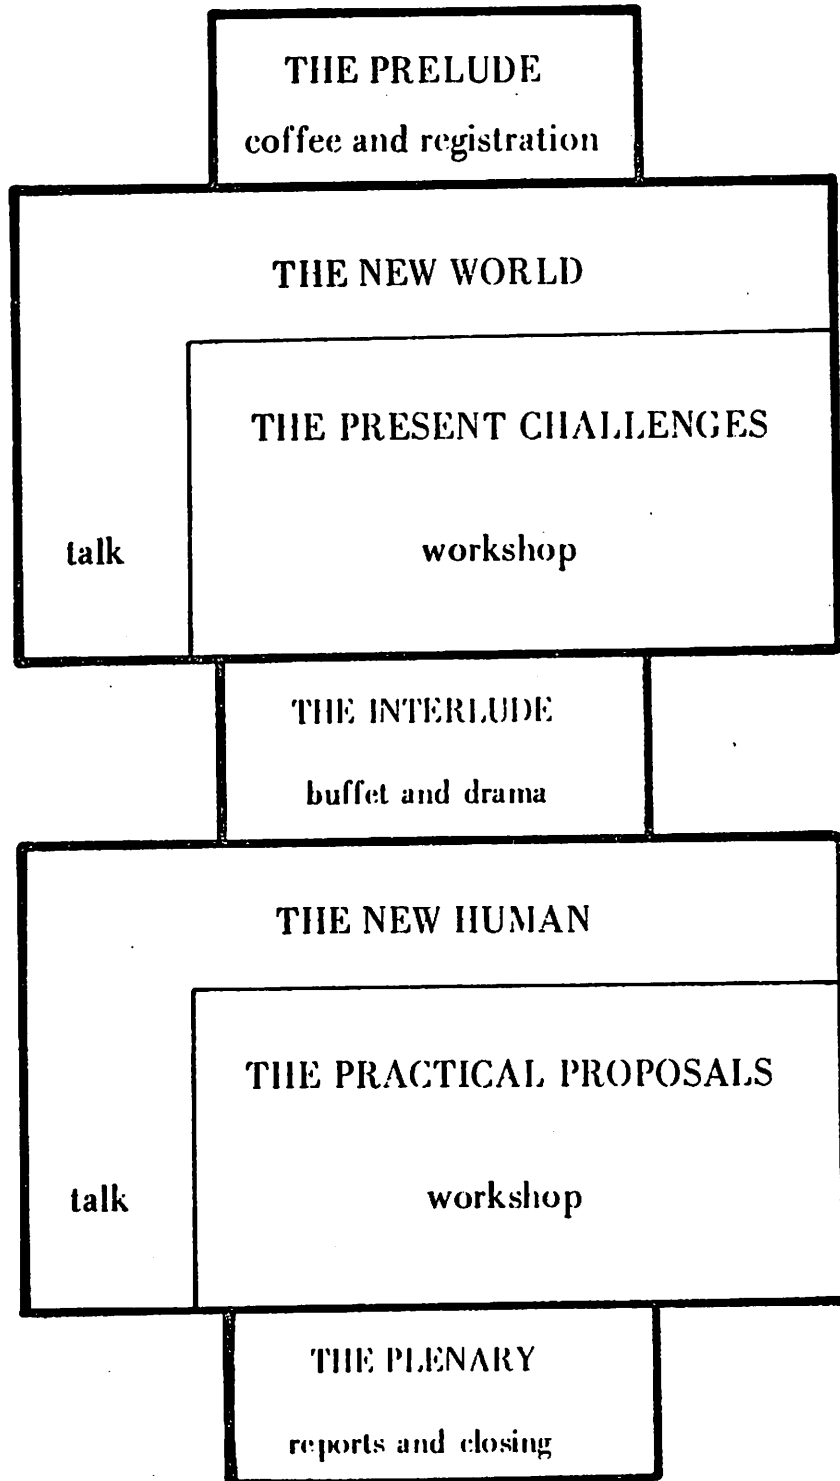 THE PRELUDE
coffee and registration
THE NEW WORLD
THE PRESENT CHALLENGES
talk
workshop
THE INTERLUDE
buffet and drama
THE NEW HUMAN
THE PRACTICAL PROPOSALS
talk
workshop
THE PLENARY
reports and closing